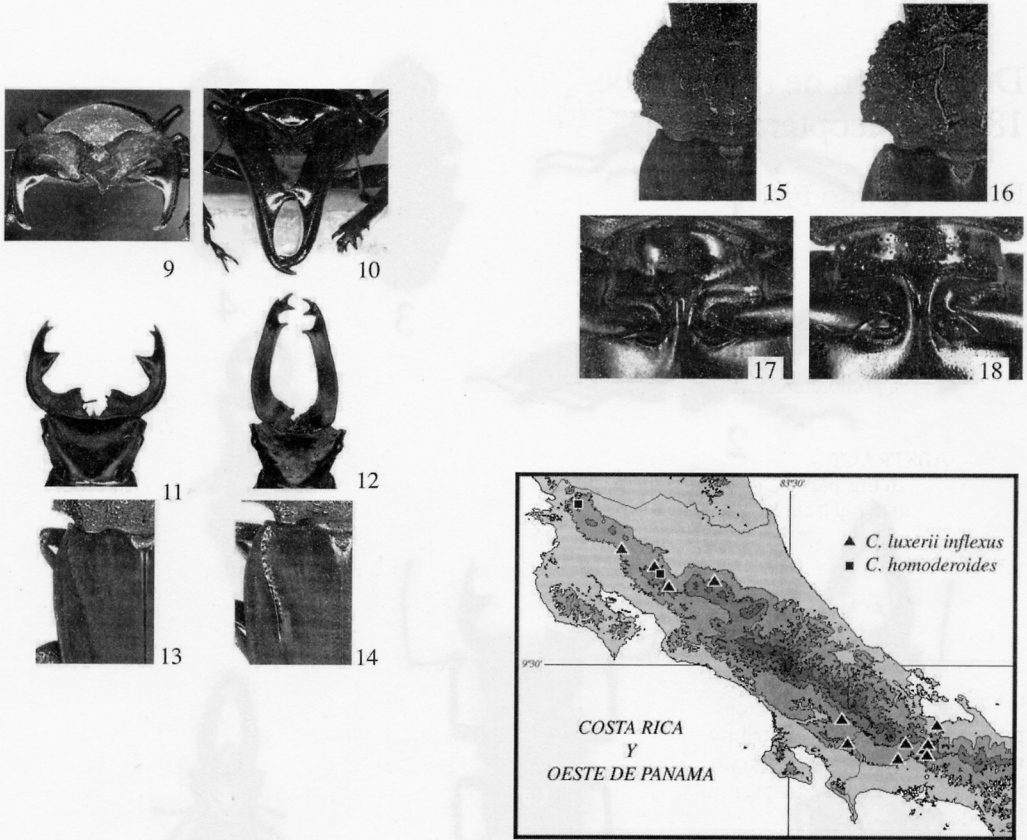 9
10
11
12
13
14
15
16
17
18
83°30'
▲ C. luxerii inflexus
■ C. homoderoides
9°30'
COSTA RICA
Y
OESTE DE PANAMA